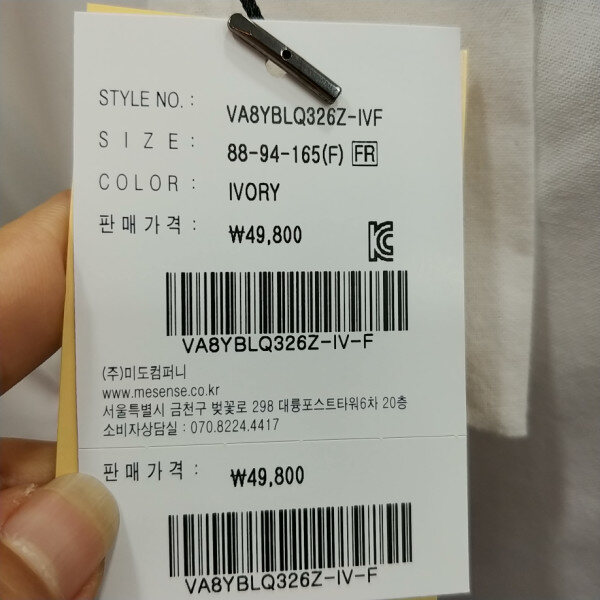 STYLE NO. : VA8YBLQ326Z-IVF
SIZE : 88-94-165(F) FR
COLOR : IVORY
판매가격 : ₩49,800
VA8YBLQ326Z-IV-F
(주)미도컴퍼니
www.mesense.co.kr
서울특별시 금천구 벚꽃로 298 대륭포스트타워6차 20층
소비자상담실 : 070.8224.4417
판매가격 : ₩49,800
VA8YBLQ326Z-IV-F